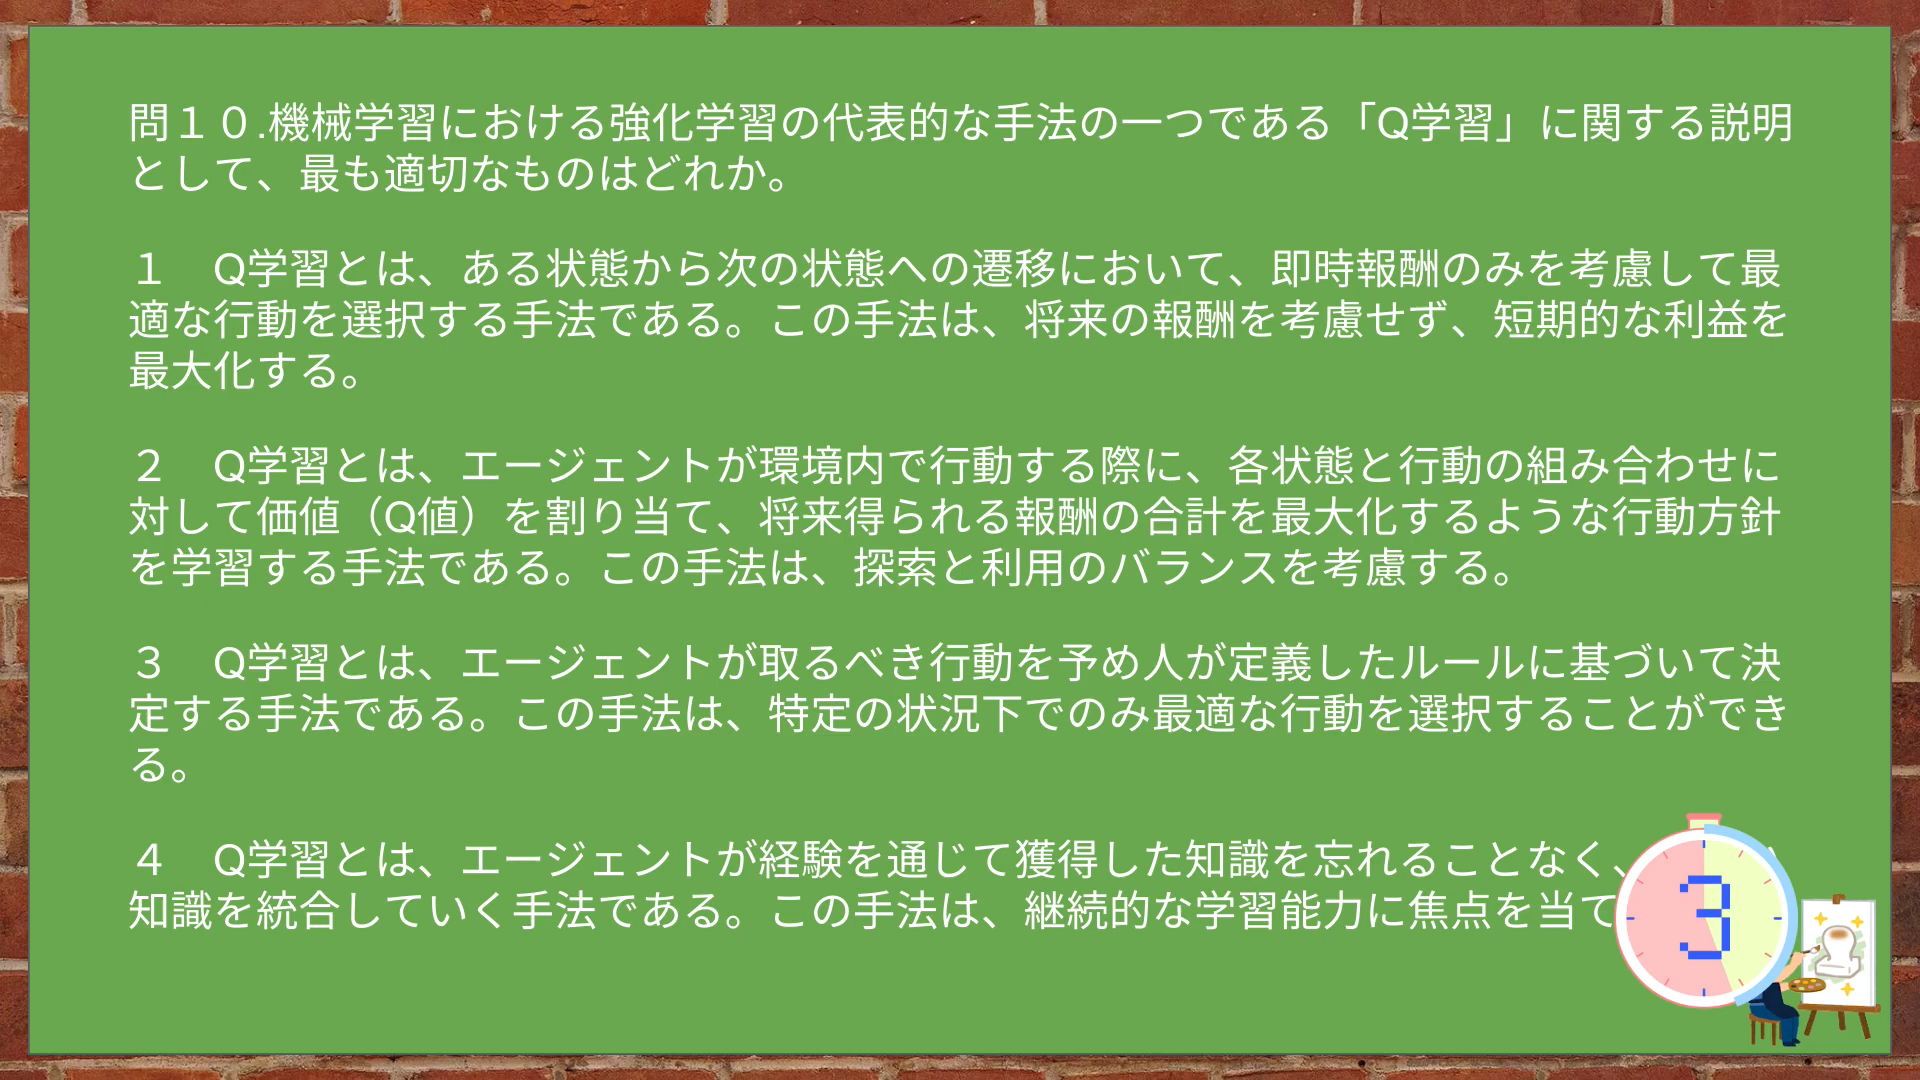 問１０.機械学習における強化学習の代表的な手法の一つである「Q学習」に関する説明
として、最も適切なものはどれか。
１　Q学習とは、ある状態から次の状態への遷移において、即時報酬のみを考慮して最
適な行動を選択する手法である。この手法は、将来の報酬を考慮せず、短期的な利益を
最大化する。
２　Q学習とは、エージェントが環境内で行動する際に、各状態と行動の組み合わせに
対して価値（Q値）を割り当て、将来得られる報酬の合計を最大化するような行動方針
を学習する手法である。この手法は、探索と利用のバランスを考慮する。
３　Q学習とは、エージェントが取るべき行動を予め人が定義したルールに基づいて決
定する手法である。この手法は、特定の状況下でのみ最適な行動を選択することができ
る。
４　Q学習とは、エージェントが経験を通じて獲得した知識を忘れることなく、
知識を統合していく手法である。この手法は、継続的な学習能力に焦点を当て
3